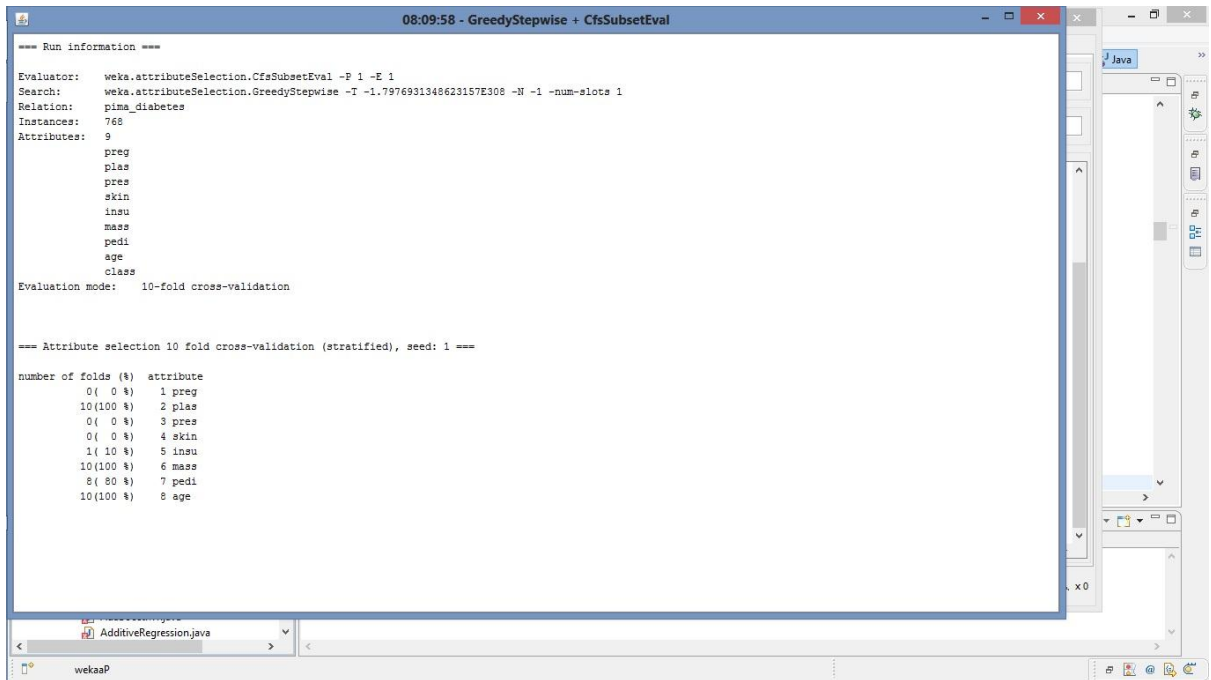 08:09:58 - GreedyStepwise + CfsSubsetEval
=== Run information ===
Evaluator: weka.attributeSelection.CfsSubsetEval -P 1 -E 1
Search: weka.attributeSelection.GreedyStepwise -T -1.7976931348623157E308 -N -1 -num-slots 1
Relation: pima_diabetes
Instances: 768
Attributes: 9
preg
plas
pres
skin
insu
mass
pedi
age
class
Evaluation mode: 10-fold cross-validation
=== Attribute selection 10 fold cross-validation (stratified), seed: 1 ===
number of folds (%) attribute
0( 0 %) 1 preg
10(100 %) 2 plas
0( 0 %) 3 pres
0( 0 %) 4 skin
1( 10 %) 5 insu
10(100 %) 6 mass
8( 80 %) 7 pedi
10(100 %) 8 age
Java
x 0
AdditiveRegression.java
wekaaP